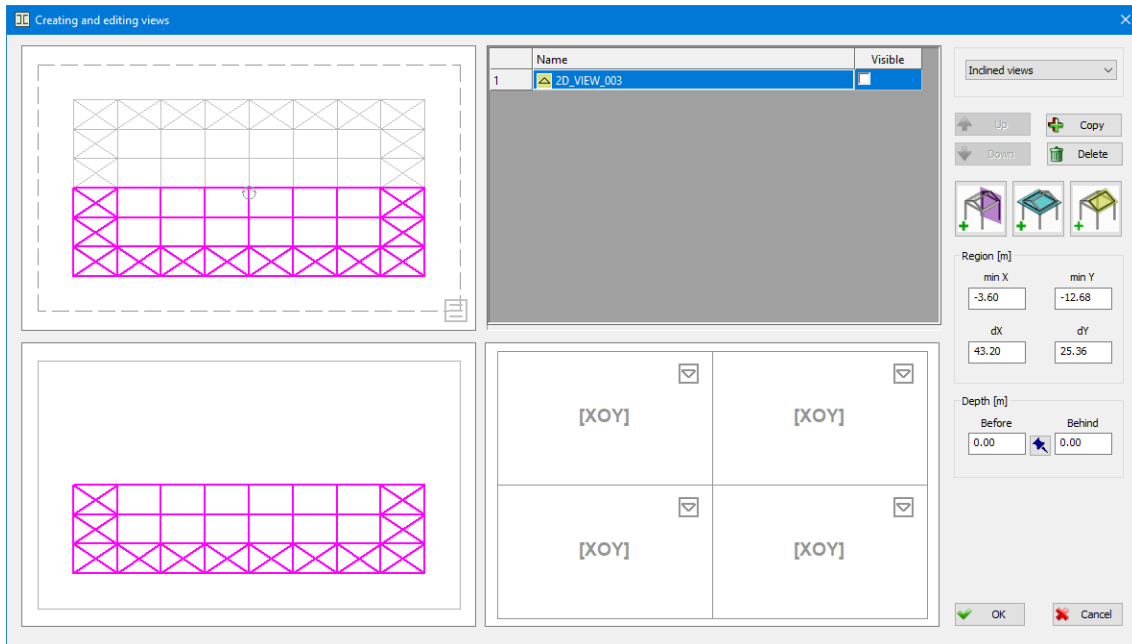 Creating and editing views
Name Visible
1 2D_VIEW_003
Inclined views
Up Copy
Down Delete
Region [m]
min X min Y
-3.60 -12.68
dX dY
43.20 25.36
Depth [m]
Before Behind
0.00 0.00
[XOY] [XOY]
[XOY] [XOY]
OK Cancel